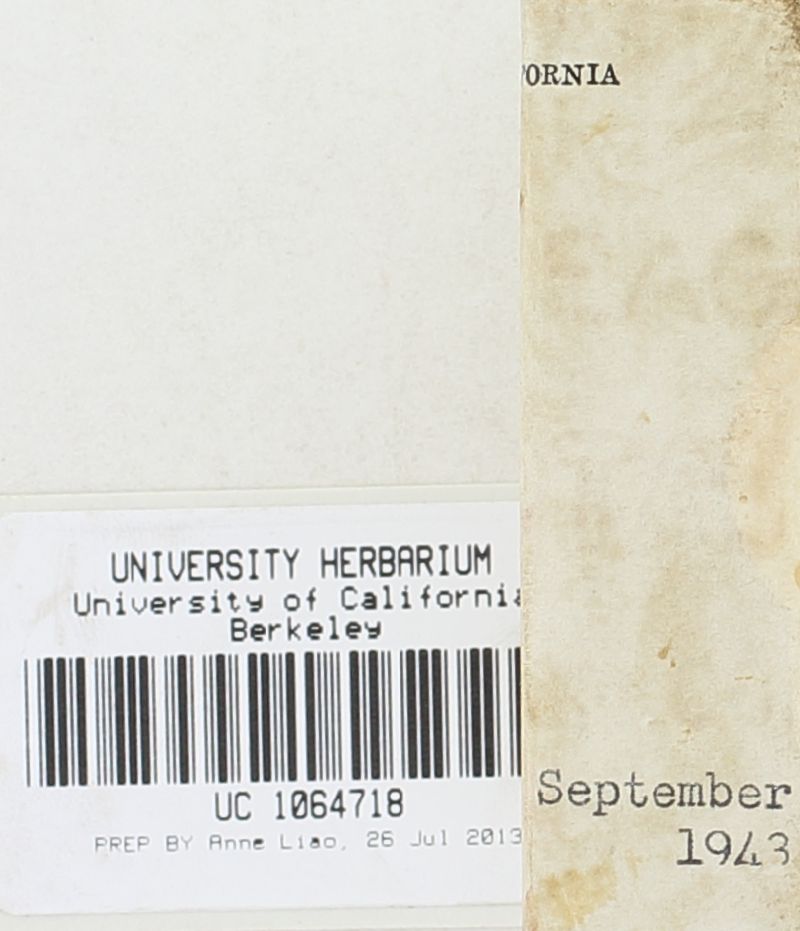 ORNIA
UNIVERSITY HERBARIUM
University of California
Berkeley
UC 1064718
PREP BY Anne Liao, 26 Jul 2013
September
1943